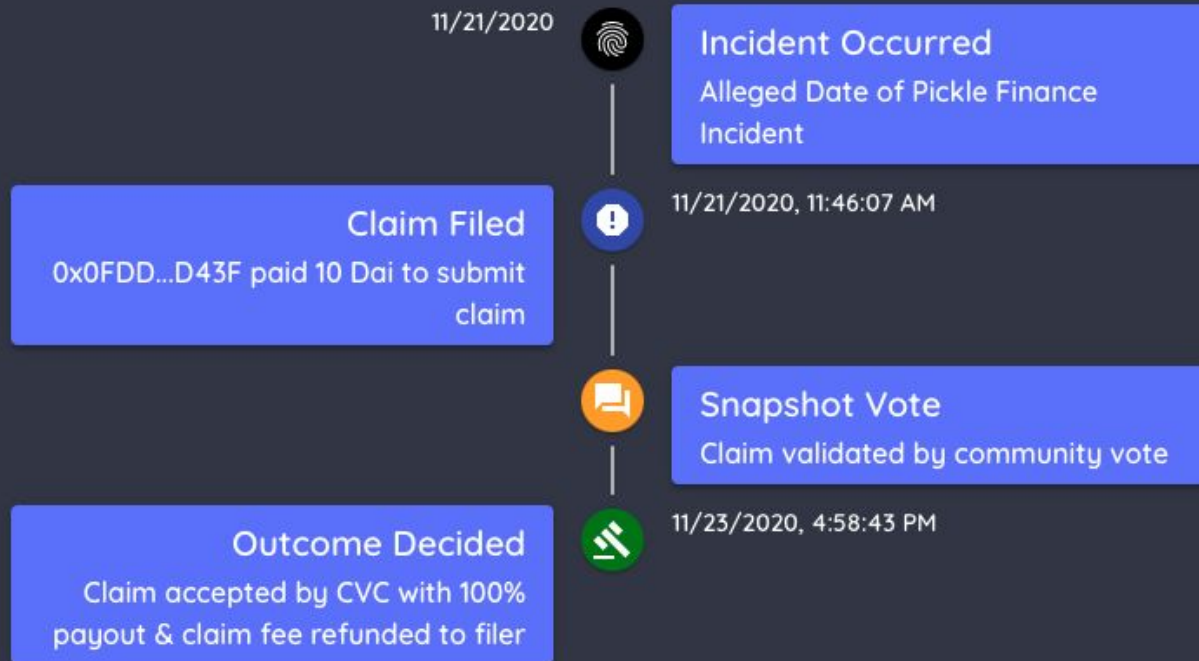 11/21/2020
Incident Occurred
Alleged Date of Pickle Finance
Incident
Claim Filed
0x0FDD...D43F paid 10 Dai to submit
claim
11/21/2020, 11:46:07 AM
Snapshot Vote
Claim validated by community vote
Outcome Decided
Claim accepted by CVC with 100%
payout & claim fee refunded to filer
11/23/2020, 4:58:43 PM